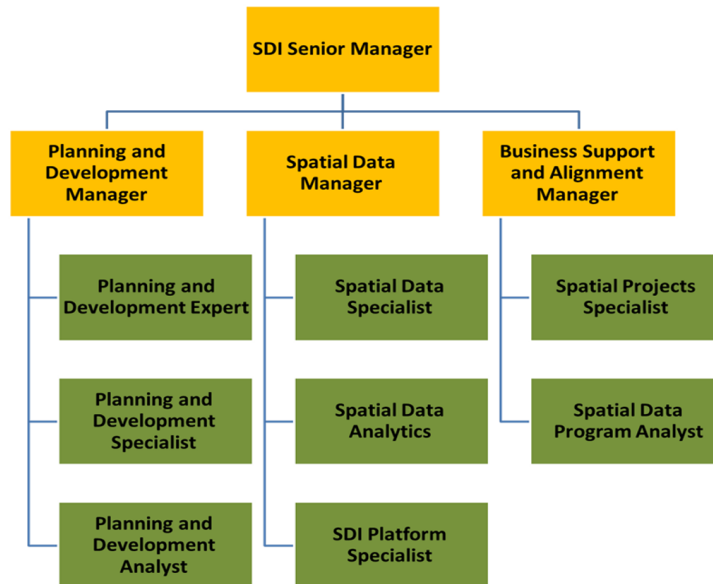 SDI Senior Manager
Planning and
Development
Manager
Spatial Data
Manager
Business Support
and Alignment
Manager
Planning and
Development Expert
Spatial Data
Specialist
Spatial Projects
Specialist
Planning and
Development
Specialist
Spatial Data
Analytics
Spatial Data
Program Analyst
Planning and
Development
Analyst
SDI Platform
Specialist